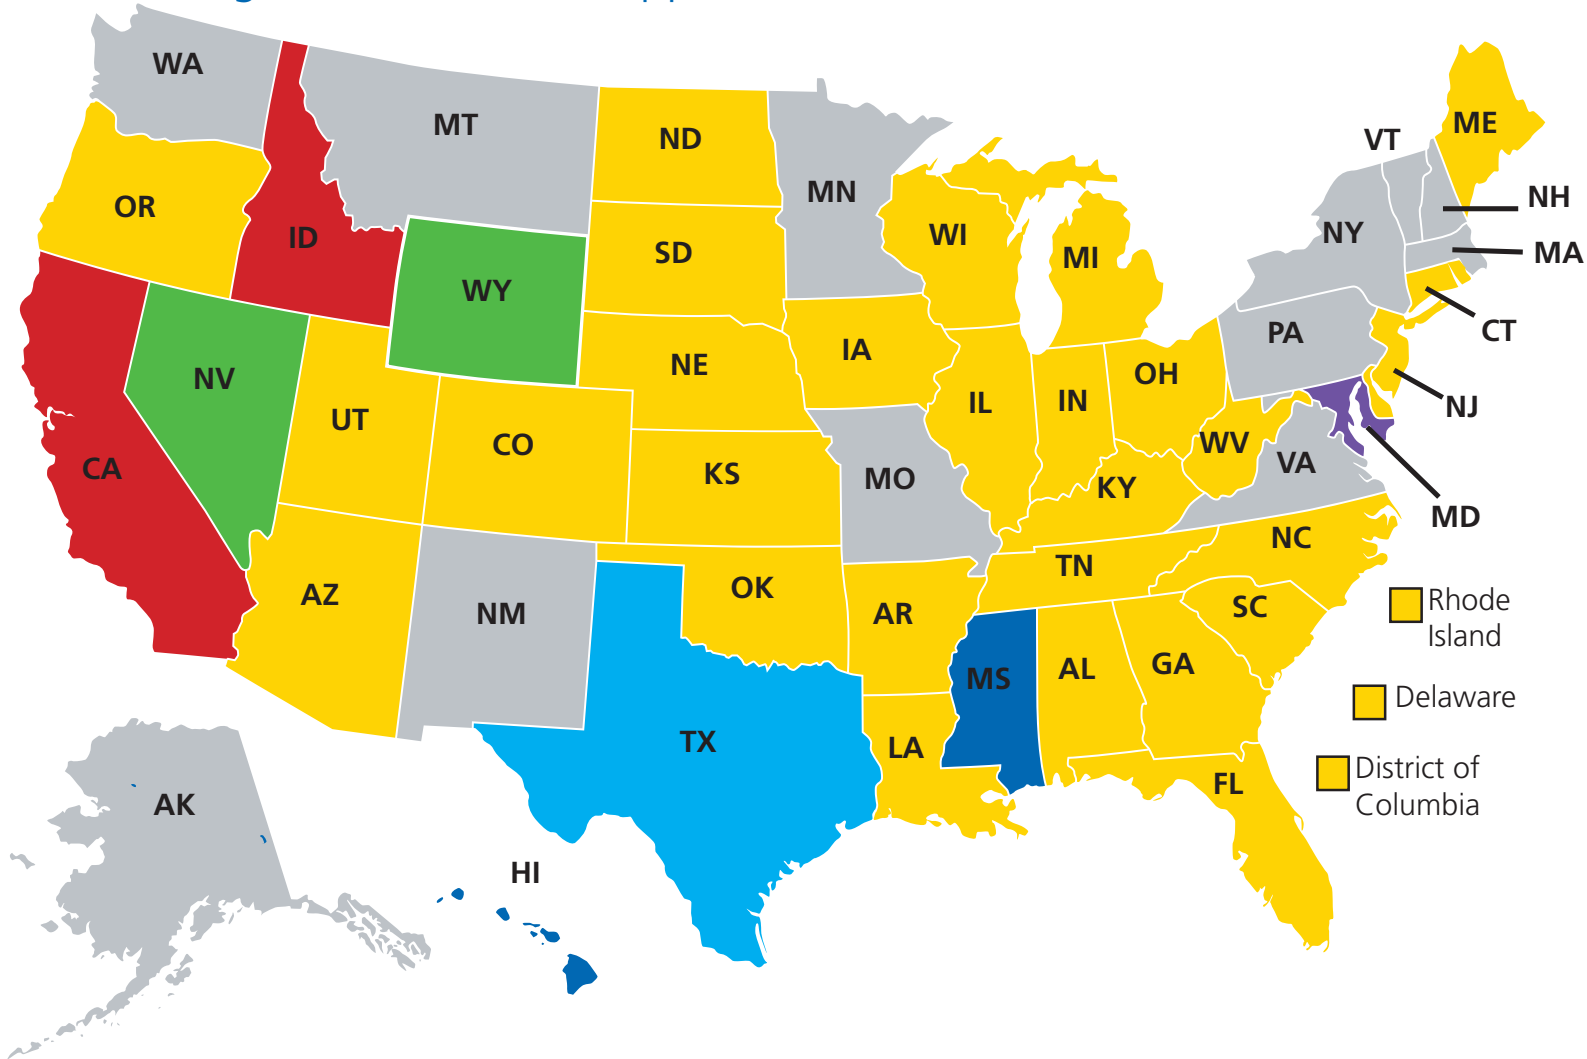 WA
MT
ND
MN
VT
ME
OR
ID
WY
SD
WI
MI
NY
NH
MA
NV
UT
CO
NE
IA
IL
IN
OH
PA
CT
NJ
CA
KS
MO
KY
WV
VA
MD
AZ
NM
OK
AR
TN
NC
SC
TX
LA
MS
AL
GA
FL
Rhode
Island
Delaware
District of
Columbia
AK
HI